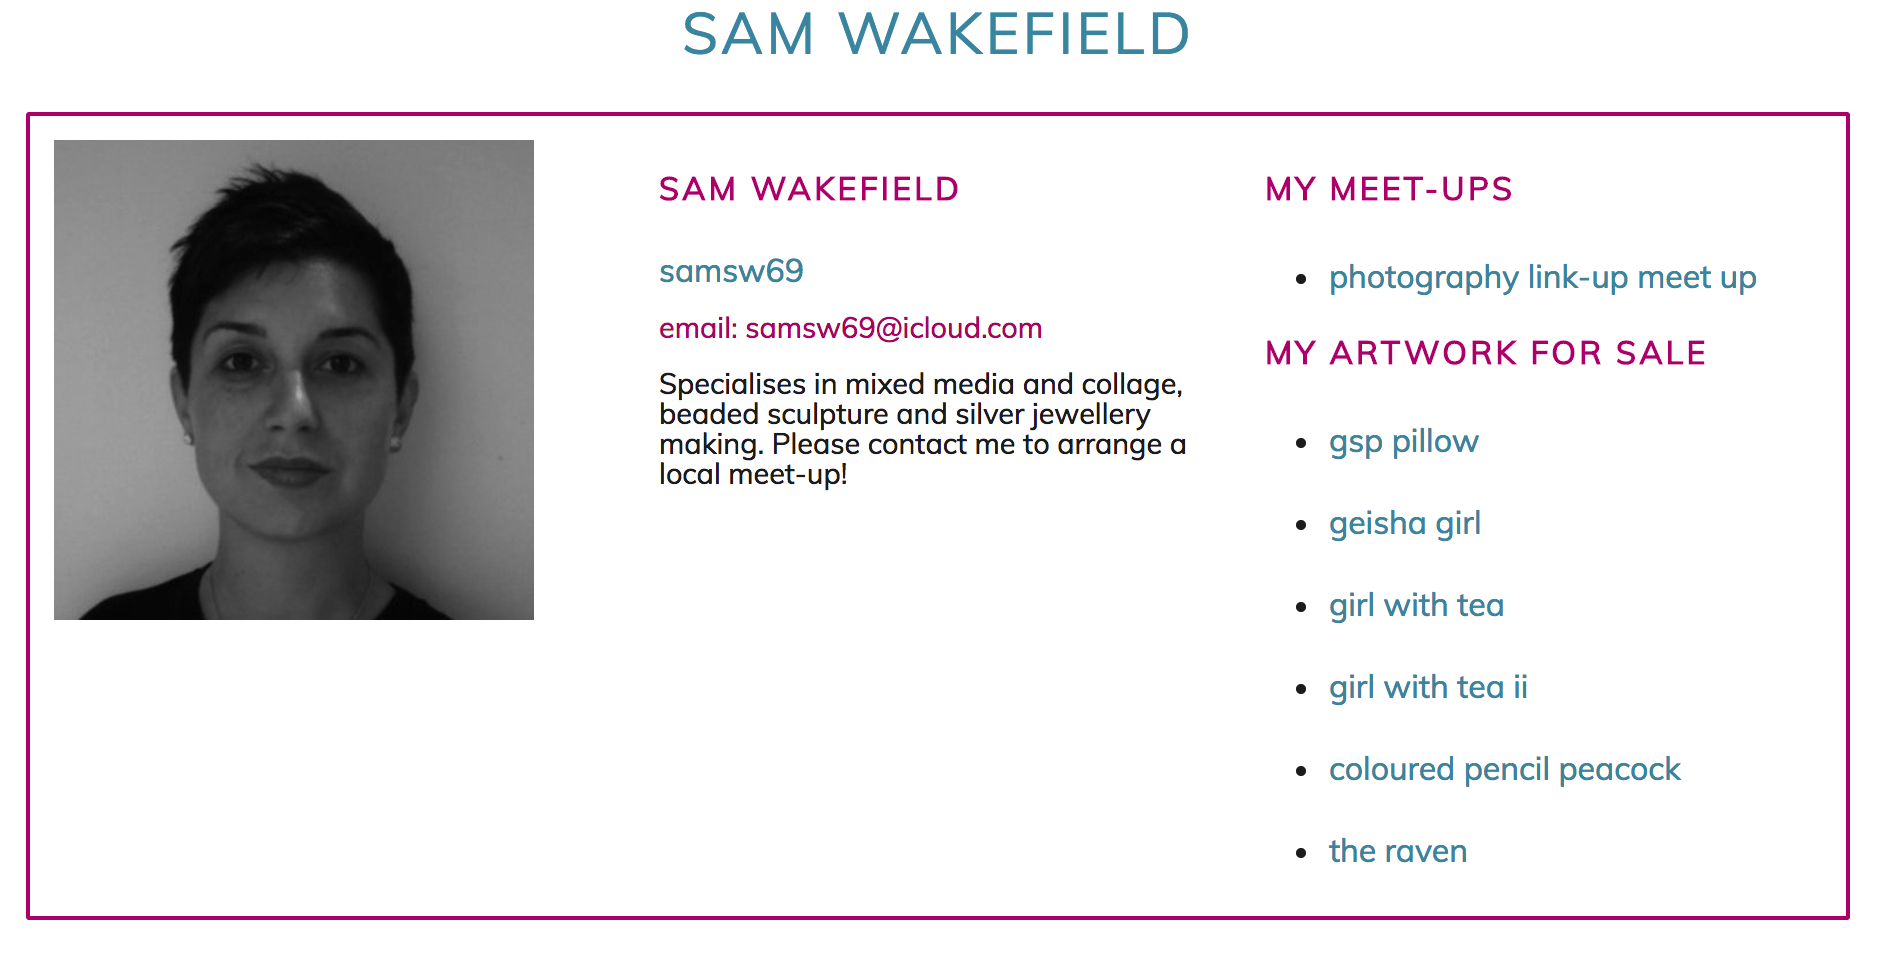 SAM WAKEFIELD
SAM WAKEFIELD
samsw69
email: samsw69@icloud.com
Specialises in mixed media and collage,
beaded sculpture and silver jewellery
making. Please contact me to arrange a
local meet-up!
MY MEET-UPS
photography link-up meet up
MY ARTWORK FOR SALE
gsp pillow
geisha girl
girl with tea
girl with tea ii
coloured pencil peacock
the raven